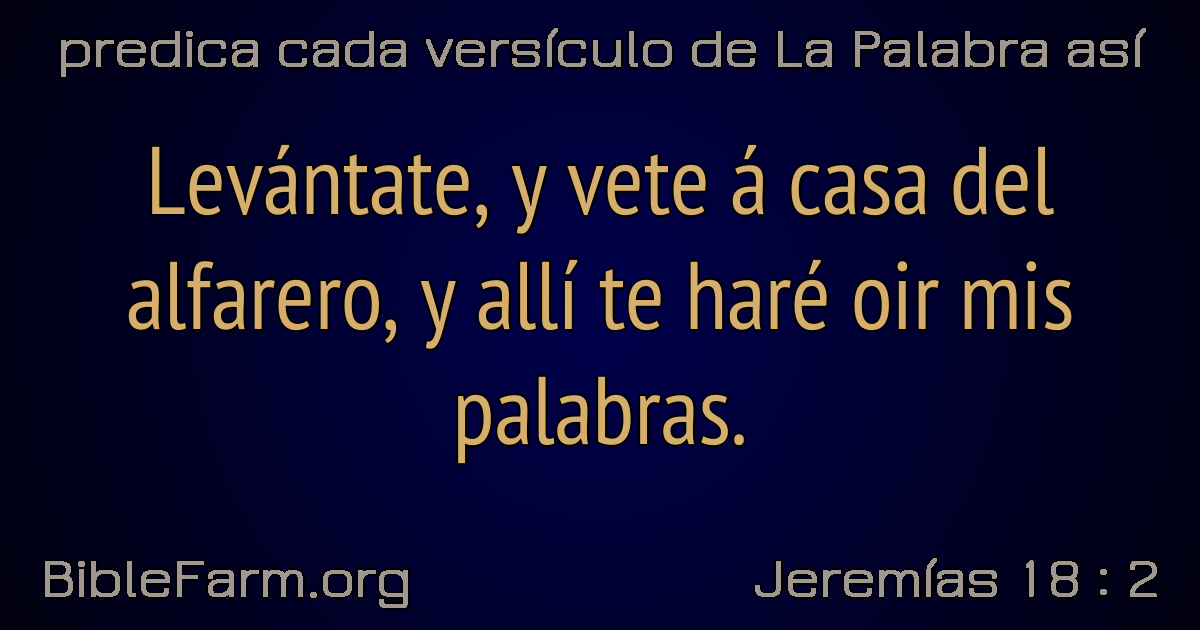 predica cada versículo de La Palabra así
Levántate, y vete á casa del
alfarero, y allí te haré oir mis
palabras.
BibleFarm.org
Jeremías 18 : 2